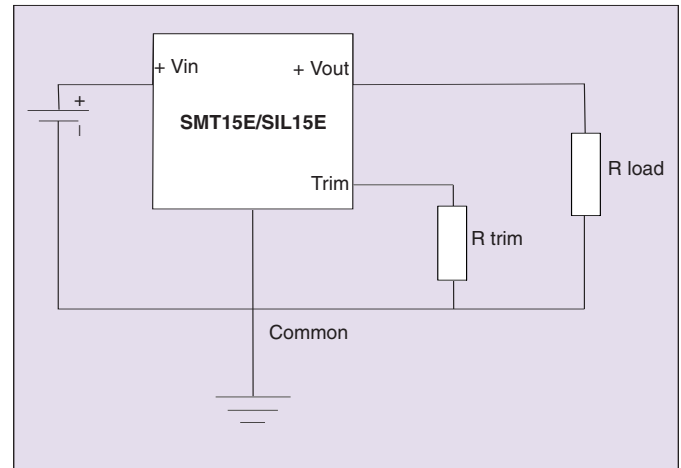 + Vin
+ Vout
+
SMT15E/SIL15E
R load
Trim
R trim
Common